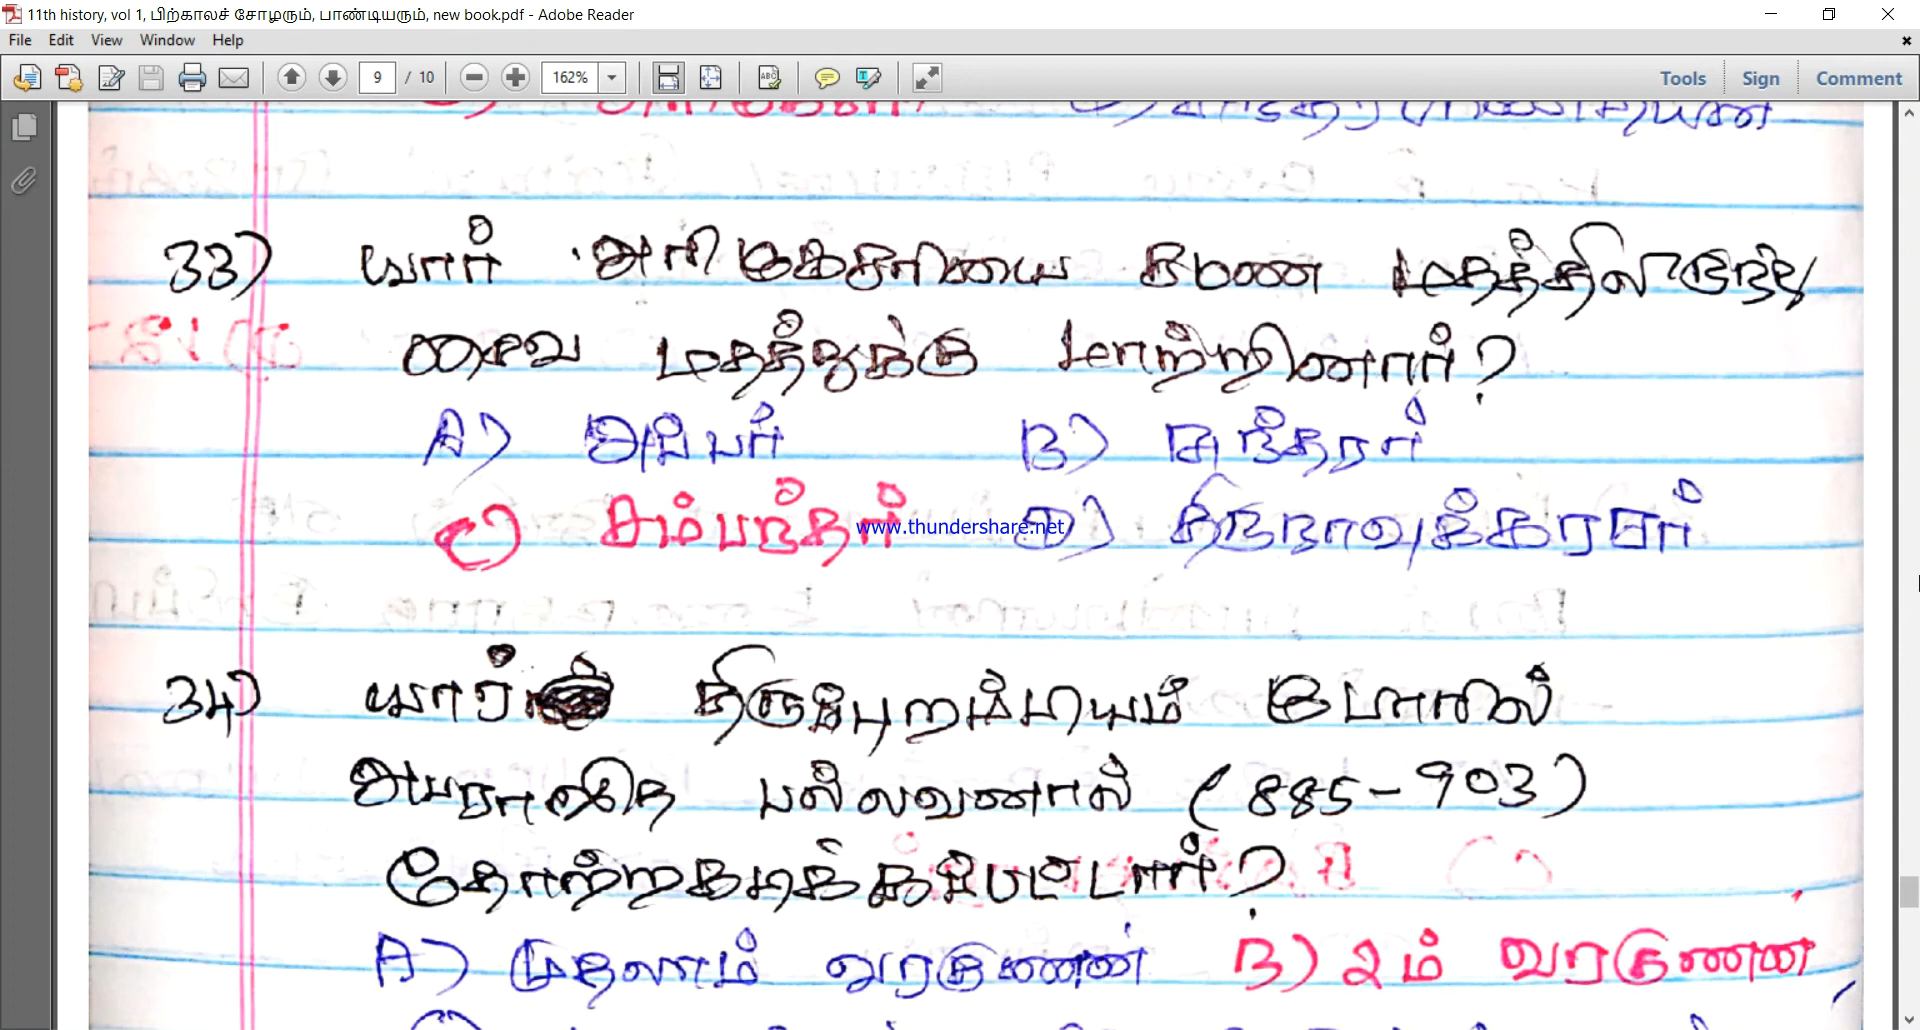 11th history, vol 1, பிற்காலச் சோழரும், பாண்டியரும், new book.pdf - Adobe Reader
File Edit View Window Help
9 / 10 162% Tools Sign Comment
33) யார் அரிகேசரியை சமண மதத்திலிருந்து
சைவ மதத்துக்கு மாற்றினார்?
A) அப்பர் B) சுந்தரர்
C) சம்பந்தர் D) திருநாவுக்கரசர்
www.thundershare.net
34) யார் திருப்புறம்பியம் போரில்
அபராஜித பல்லவனால் (885-903)
தோற்றகடிக்கப்பட்டார்?
A) முதலாம் வரகுணன் B) 2ம் வரகுணன்